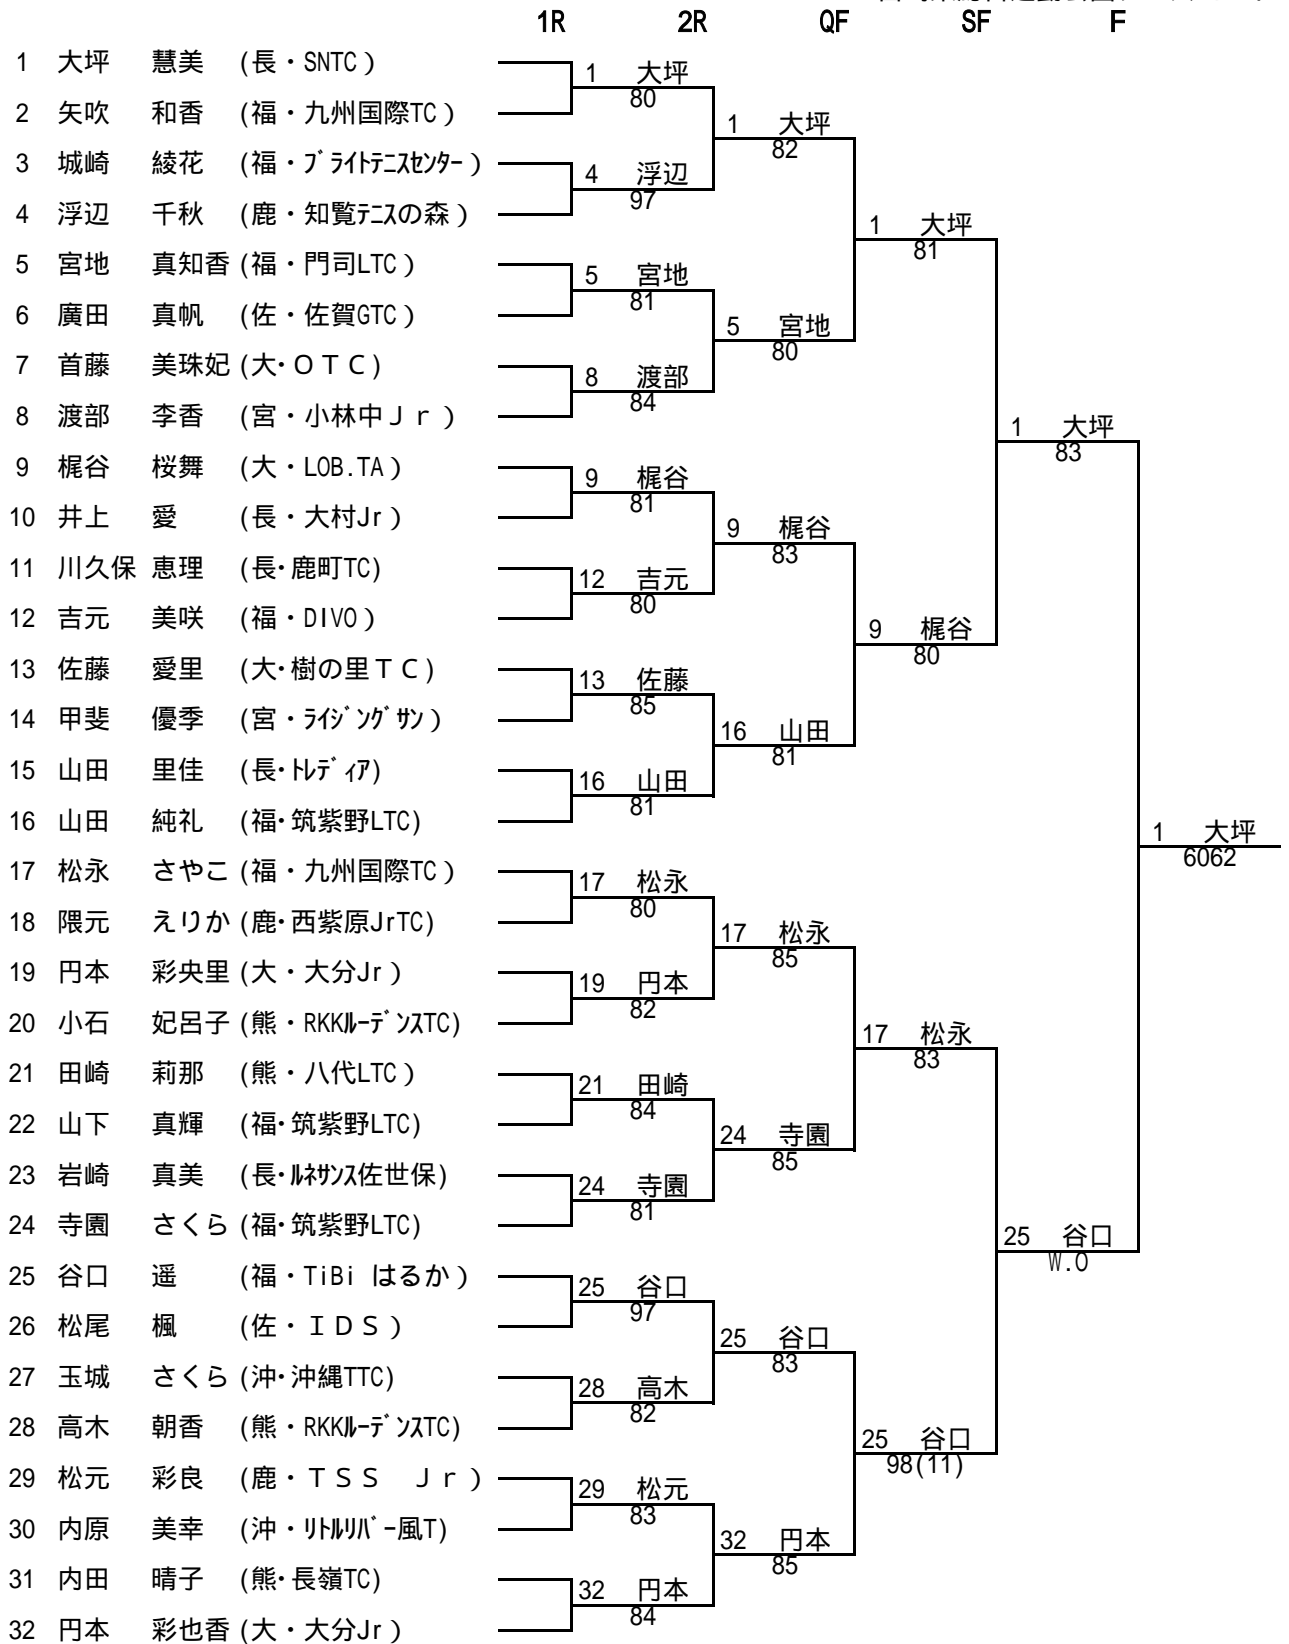 1R 2R QF SF F
1 大坪 慧美 (長・SNTC)
1 大坪
80
2 矢吹 和香 (福・九州国際TC)
1 大坪
82
3 城崎 綾花 (福・ブライトテニスセンター)
4 浮辺
97
4 浮辺 千秋 (鹿・知覧テニスの森)
1 大坪
81
5 宮地 真知香 (福・門司LTC)
5 宮地
81
6 廣田 真帆 (佐・佐賀GTC)
5 宮地
80
7 首藤 美珠妃 (大・OTC)
8 渡部
84
8 渡部 李香 (宮・小林中Jr)
1 大坪
83
9 梶谷 桜舞 (大・LOB.TA)
9 梶谷
81
10 井上 愛 (長・大村Jr)
9 梶谷
83
11 川久保 恵理 (長・鹿町TC)
12 吉元
80
12 吉元 美咲 (福・DIVO)
9 梶谷
80
13 佐藤 愛里 (大・樹の里TC)
13 佐藤
85
14 甲斐 優季 (宮・ライジングサン)
16 山田
81
15 山田 里佳 (長・トレディア)
16 山田
81
16 山田 純礼 (福・筑紫野LTC)
1 大坪
6062
17 松永 さやこ (福・九州国際TC)
17 松永
80
18 隈元 えりか (鹿・西紫原JrTC)
17 松永
85
19 円本 彩央里 (大・大分Jr)
19 円本
82
20 小石 妃呂子 (熊・RKKルーデンスTC)
17 松永
83
21 田崎 莉那 (熊・八代LTC)
21 田崎
84
22 山下 真輝 (福・筑紫野LTC)
24 寺園
85
23 岩崎 真美 (長・ルネサンス佐世保)
24 寺園
81
24 寺園 さくら (福・筑紫野LTC)
25 谷口
W.O
25 谷口 遥 (福・TiBi はるか)
25 谷口
97
26 松尾 楓 (佐・IDS)
25 谷口
83
27 玉城 さくら (沖・沖縄TTC)
28 高木
82
28 高木 朝香 (熊・RKKルーデンスTC)
25 谷口
98(11)
29 松元 彩良 (鹿・TSS Jr)
29 松元
83
30 内原 美幸 (沖・リトルリバー風T)
32 円本
85
31 内田 晴子 (熊・長嶺TC)
32 円本
84
32 円本 彩也香 (大・大分Jr)